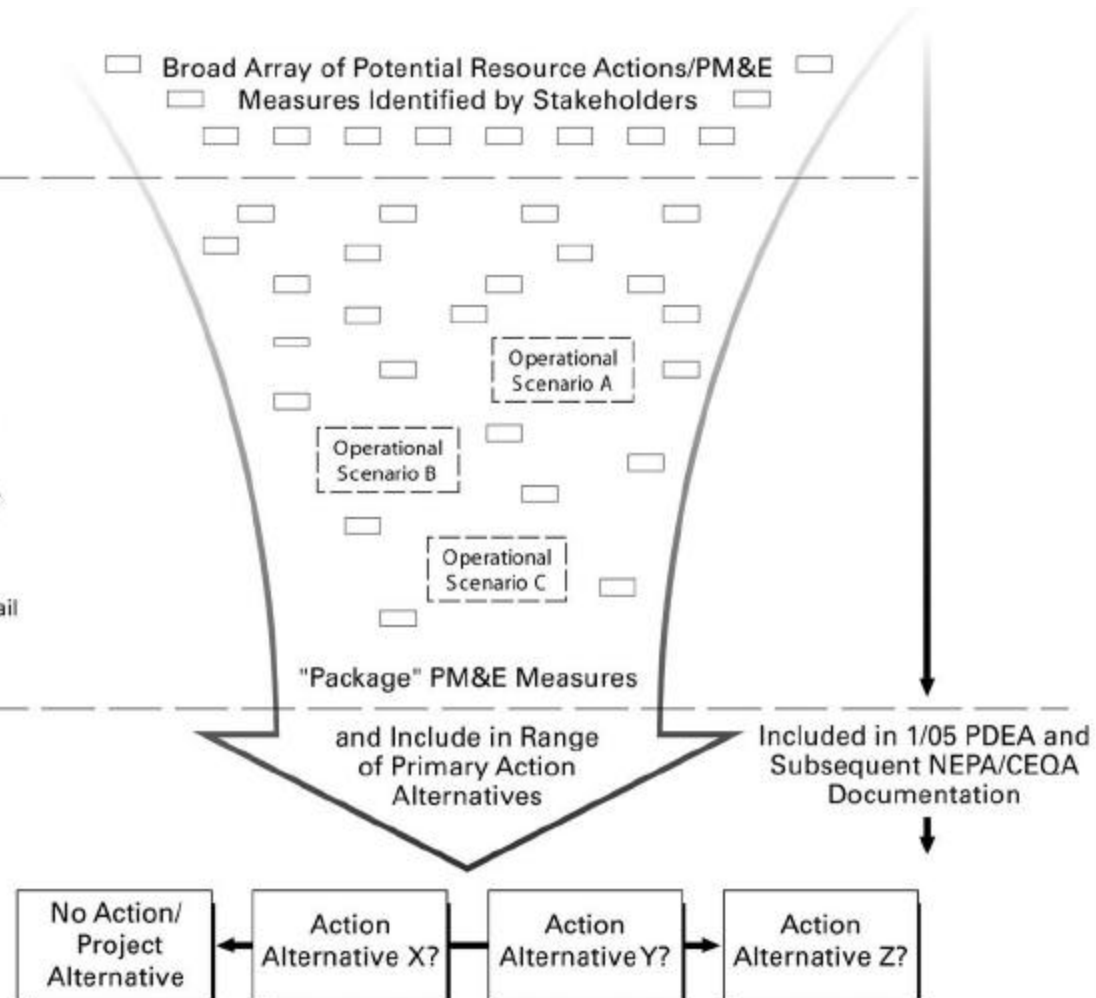 Broad Array of Potential Resource Actions/PM&E
Measures Identified by Stakeholders
Operational
Scenario A
Operational
Scenario B
Operational
Scenario C
ail
"Package" PM&E Measures
and Include in Range
of Primary Action
Alternatives
Included in 1/05 PDEA and
Subsequent NEPA/CEQA
Documentation
No Action/
Project
Alternative
Action
Alternative X?
Action
Alternative Y?
Action
Alternative Z?